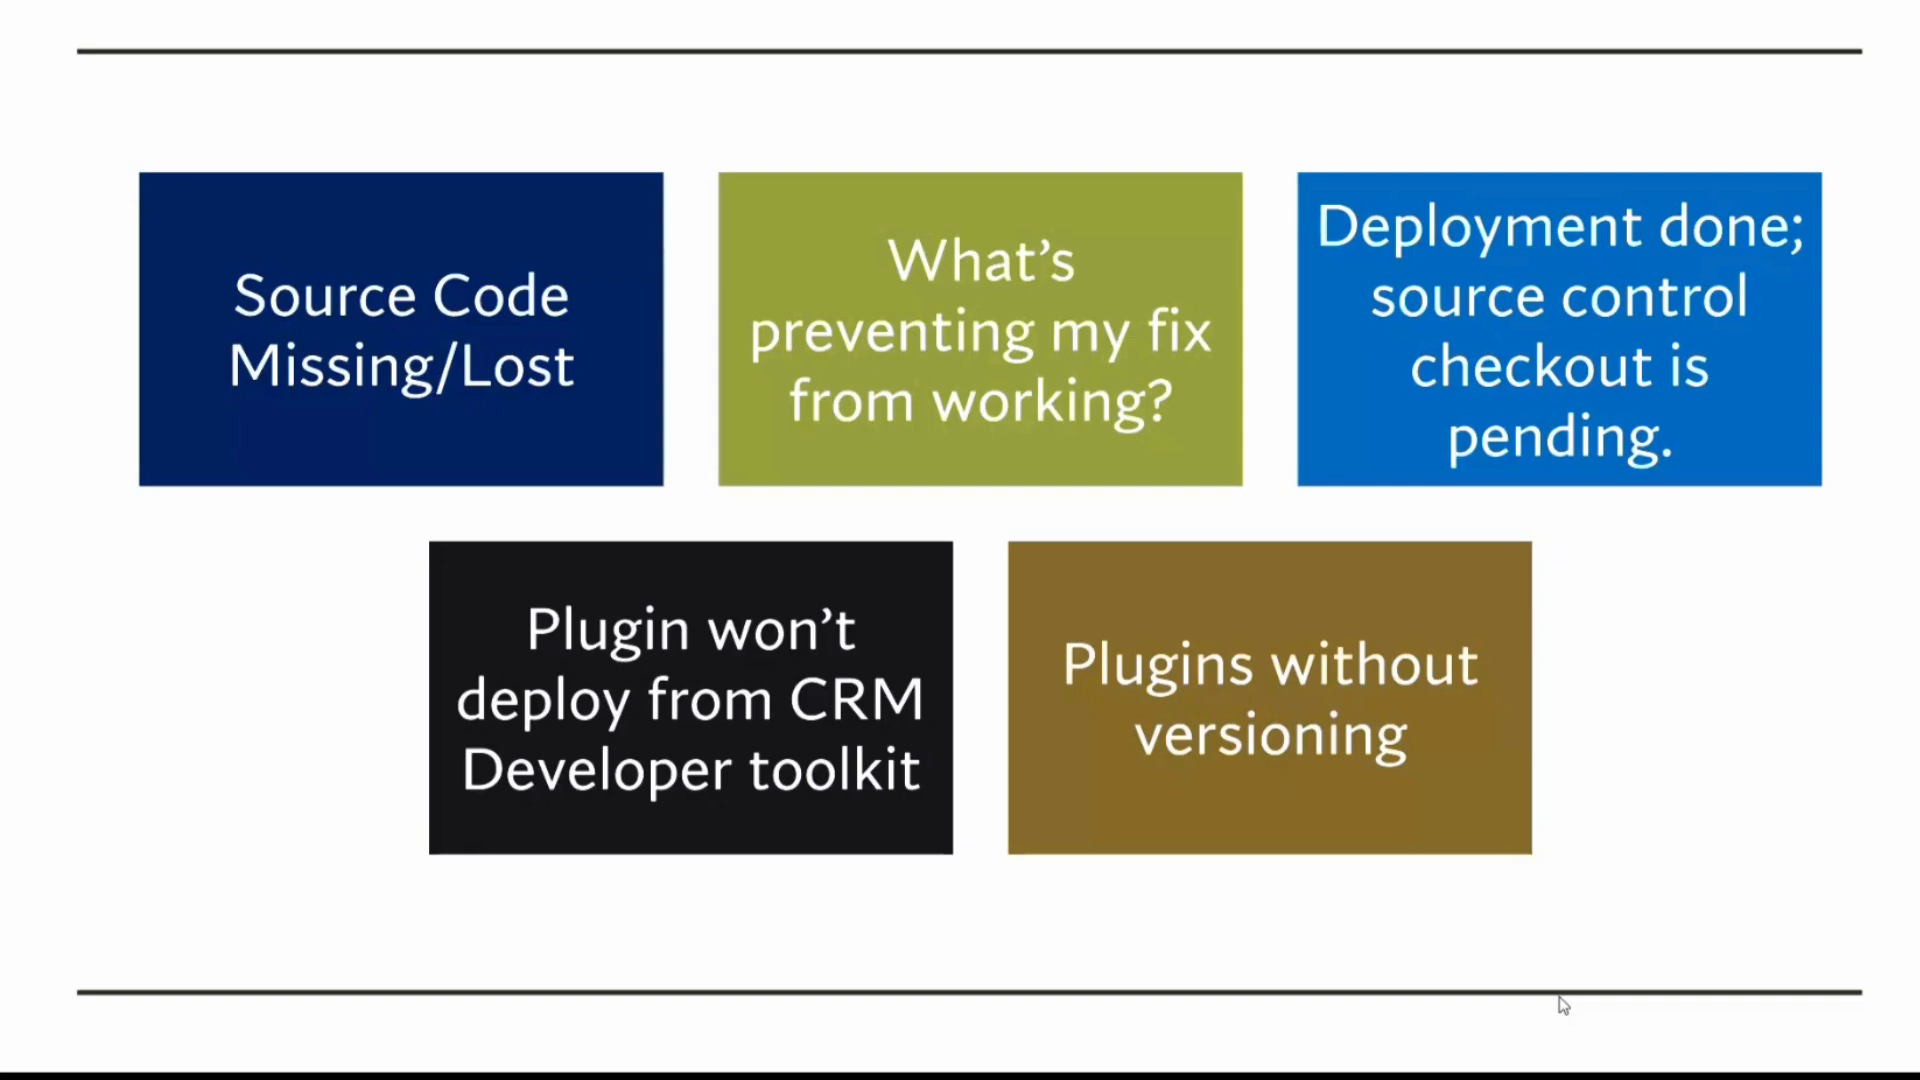 Source Code
Missing/Lost
What’s
preventing my fix
from working?
Deployment done;
source control
checkout is
pending.
Plugin won’t
deploy from CRM
Developer toolkit
Plugins without
versioning